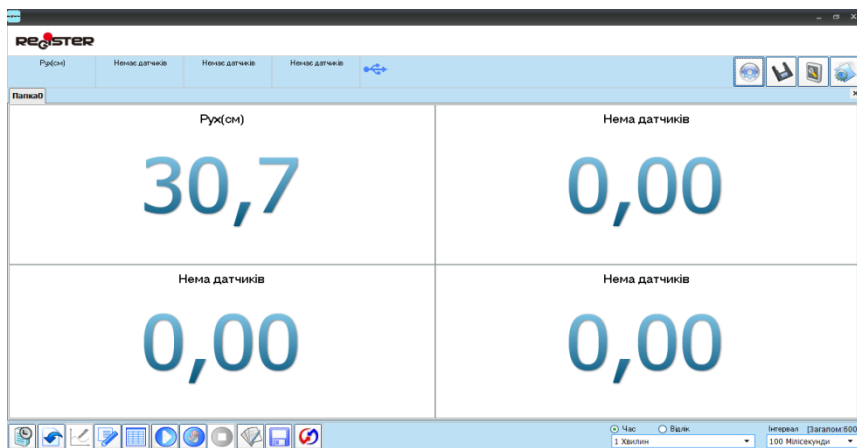 REGISTER
Рух(см) Немає датчиків Немає датчиків Немає датчиків
Папка0
Рух(см) Нема датчиків
30,7 0,00
Нема датчиків Нема датчиків
0,00 0,00
Час Відлік Інтервал [Загалом:600
1 Хвилин 100 Мілісекунди